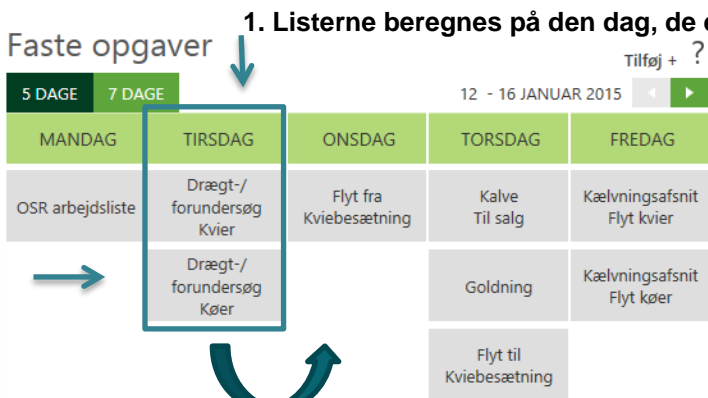 1. Listerne beregnes på den dag, de
Faste opgaver
Tilføj + ?
5 DAGE 7 DAGE
12 - 16 JANUAR 2015
MANDAG TIRSDAG ONSDAG TORSDAG FREDAG
OSR arbejdsliste
Drægt-/
forundersøg
Kvier
Flyt fra
Kviebesætning
Kalve
Til salg
Kælvningsafsnit
Flyt kvier
Drægt-/
forundersøg
Køer
Goldning
Kælvningsafsnit
Flyt køer
Flyt til
Kviebesætning